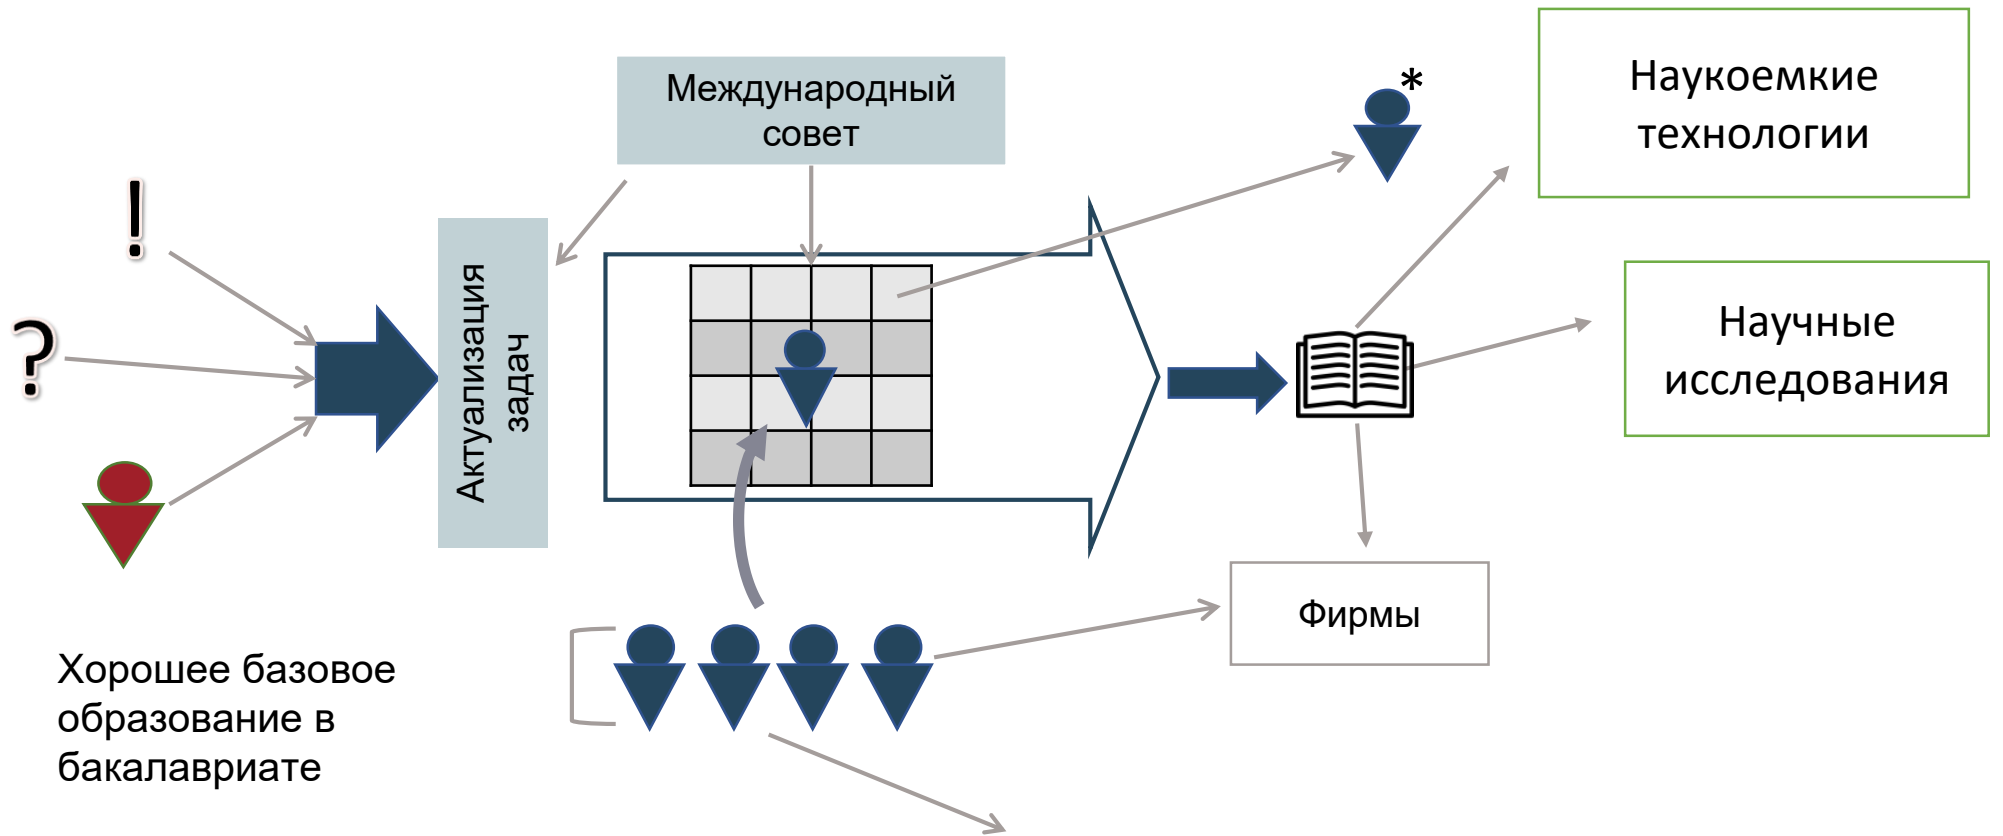 Международный
совет
*
Наукоемкие
технологии
!
?
Актуализация
задач
Научные
исследования
Фирмы
Хорошее базовое
образование в
бакалавриате